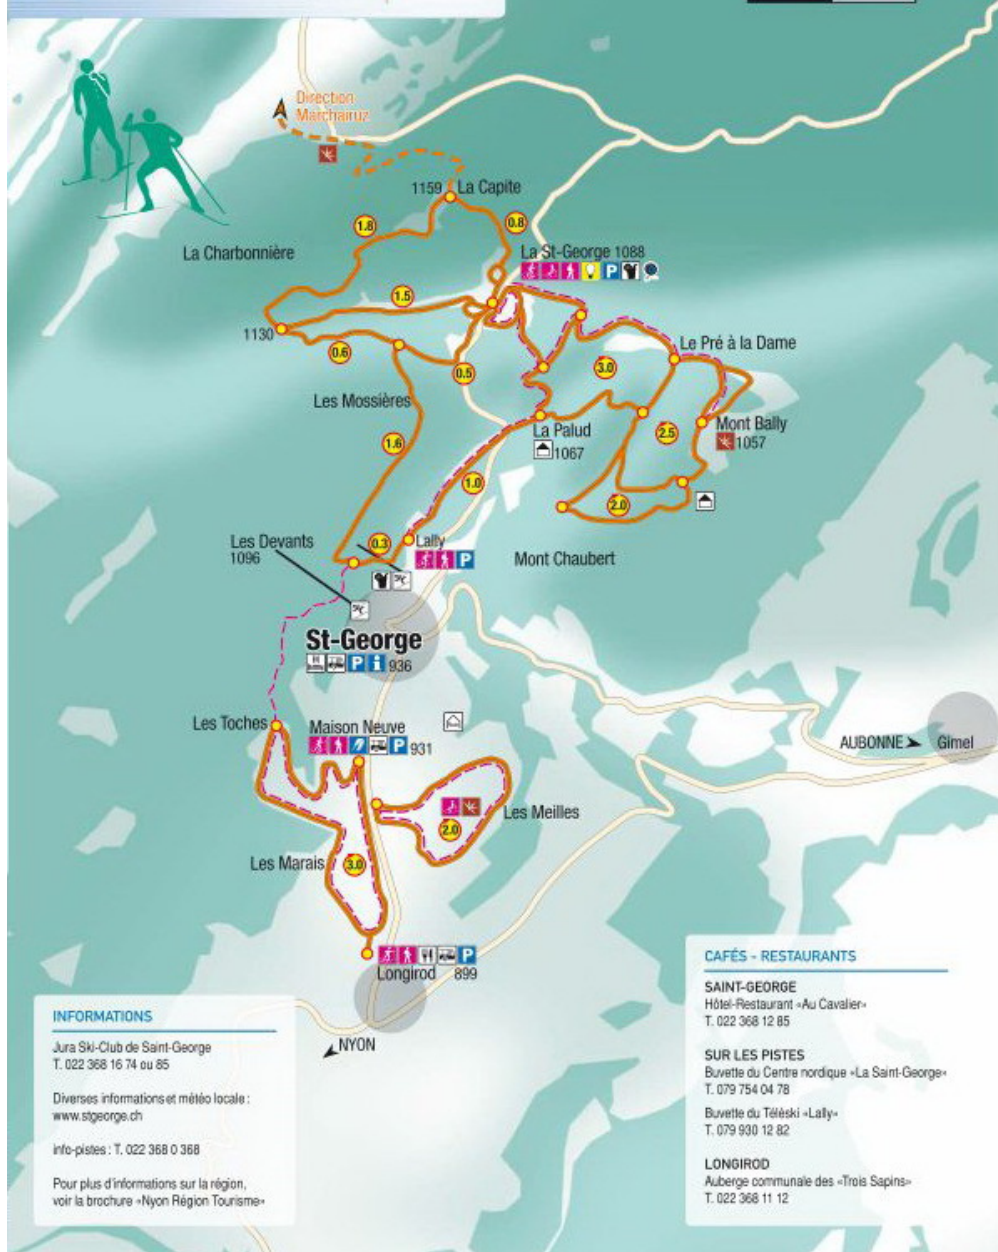 Direction
Marchairuz
1159
La Capite
1.8
0.8
La Charbonnière
La St-George 1088
P
1.5
1130
0.6
0.5
Le Pré à la Dame
3.0
Les Mossières
La Palud
1067
Mont Bally
1057
2.5
1.6
1.0
2.0
Les Devants
1096
0.3
Lally
P
Mont Chaubert
St-George
P i 936
Les Toches
Maison Neuve
P 931
AUBONNE
Gimel
Les Meilles
2.0
Les Marais
3.0
P
Longirod 899
NYON
INFORMATIONS
Jura Ski-Club de Saint-George
T. 022 368 16 74 ou 85
Diverses informations et météo locale :
www.stgeorge.ch
info-pistes : T. 022 368 0 368
Pour plus d'informations sur la région,
voir la brochure «Nyon Région Tourisme»
CAFÉS - RESTAURANTS
SAINT-GEORGE
Hôtel-Restaurant «Au Cavalier»
T. 022 368 12 85
SUR LES PISTES
Buvette du Centre nordique «La Saint-George»
T. 079 754 04 78
Buvette du Téléski «Lally»
T. 079 930 12 82
LONGIROD
Auberge communale des «Trois Sapins»
T. 022 368 11 12